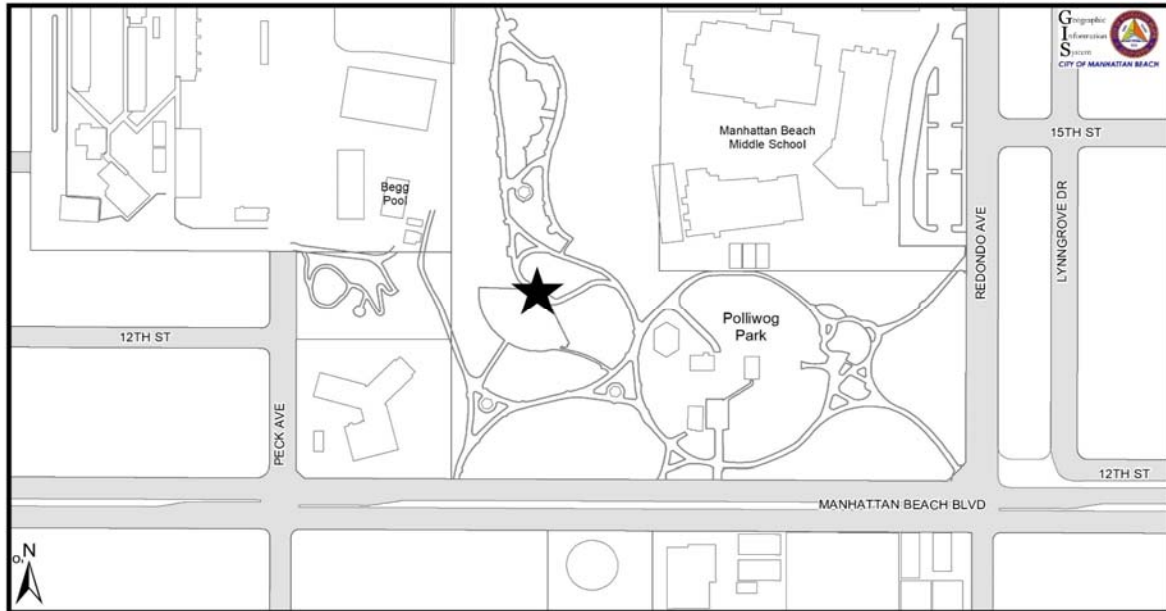 Geographic
Information
System
CITY OF MANHATTAN BEACH
Manhattan Beach
Middle School
15TH ST
Begg
Pool
REDONDO AVE
LYNNGROVE DR
Polliwog
Park
12TH ST
PECK AVE
12TH ST
MANHATTAN BEACH BLVD
N